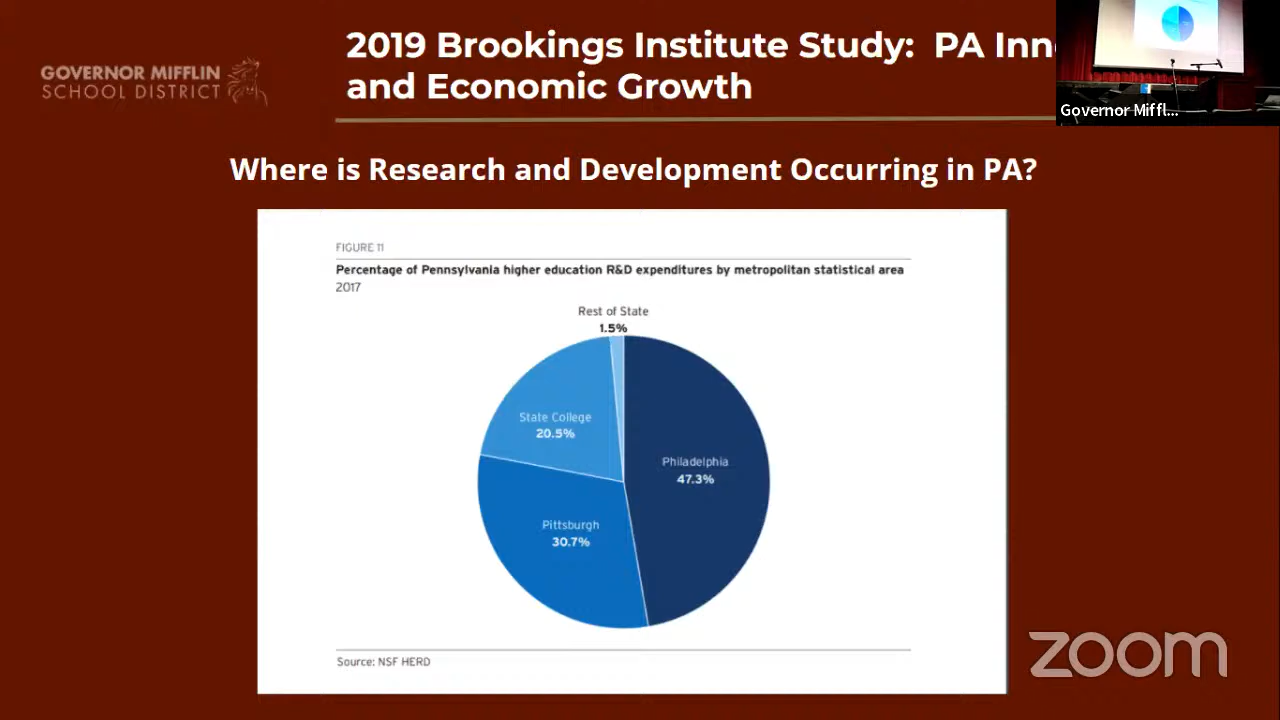 GOVERNOR MIFFLIN
SCHOOL DISTRICT
2019 Brookings Institute Study: PA Inn
and Economic Growth
Governor Miffl...
Where is Research and Development Occurring in PA?
FIGURE 11
Percentage of Pennsylvania higher education R&D expenditures by metropolitan statistical area
2017
Rest of State
1.5%
State College
20.5%
Philadelphia
47.3%
Pittsburgh
30.7%
Source: NSF HERD
zoom